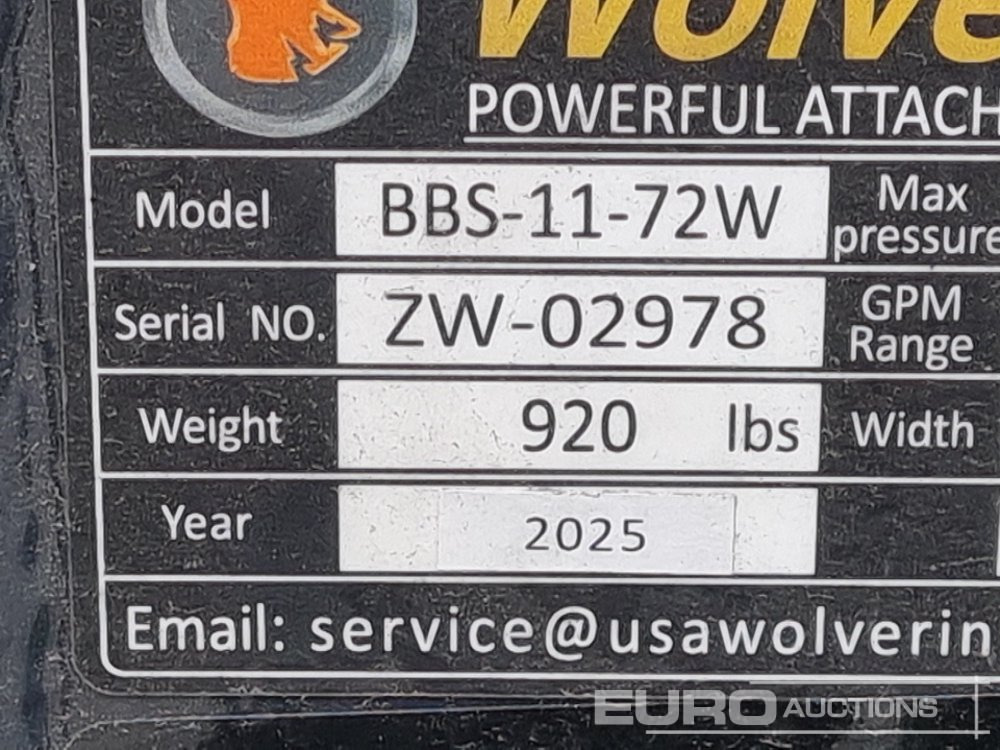 POWERFUL ATTACH
Model BBS-11-72W Max pressure
Serial NO. ZW-02978 GPM Range
Weight 920 lbs Width
Year 2025
Email: service@usawolverin
EURO AUCTIONS